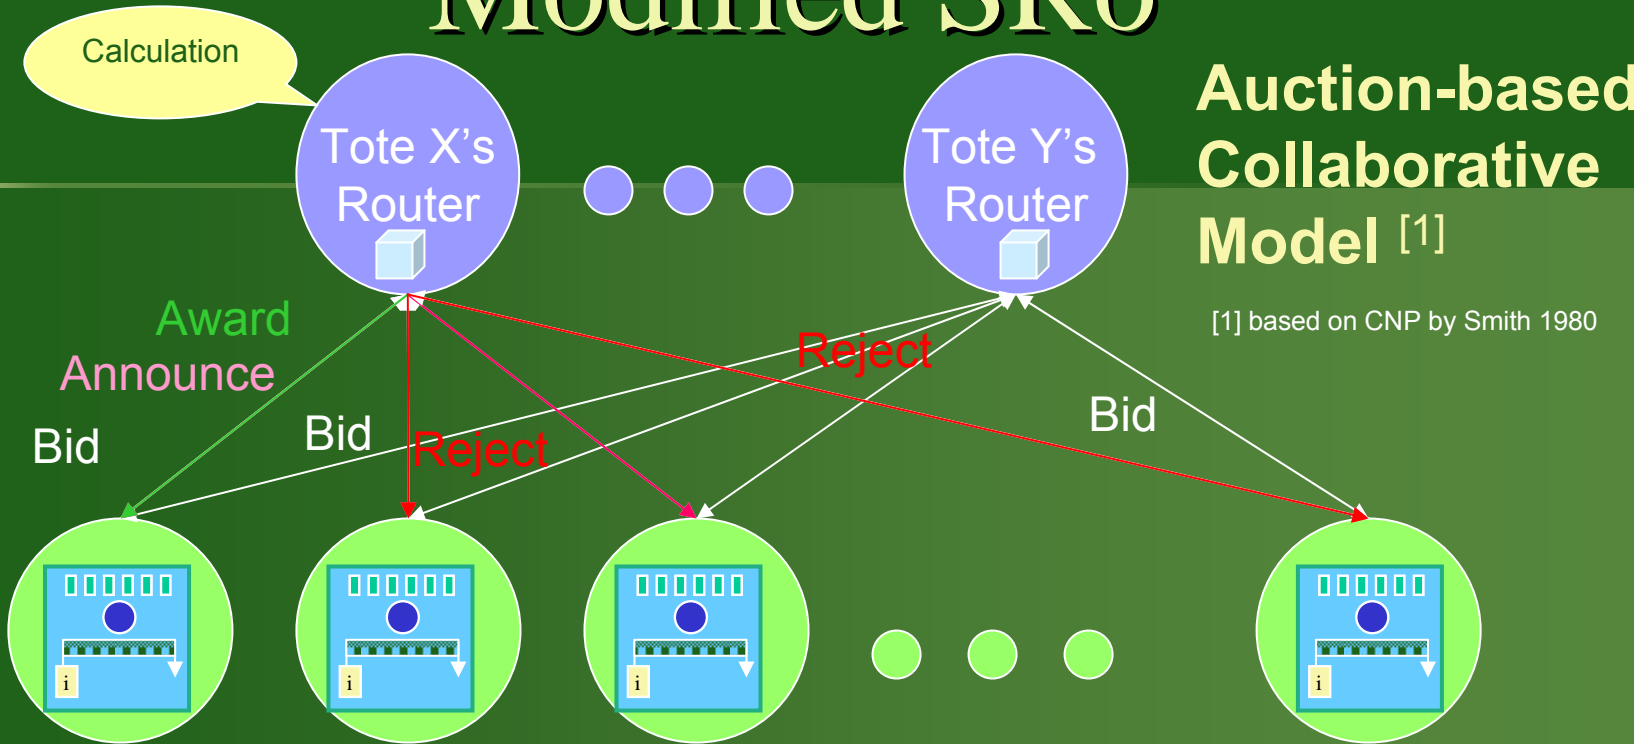 Modified SKo
Calculation
Tote X's
Router
Tote Y's
Router
Auction-based
Collaborative
Model [1]
[1] based on CNP by Smith 1980
Award
Announce
Bid
Bid
Reject
Reject
Bid
i
i
i
i